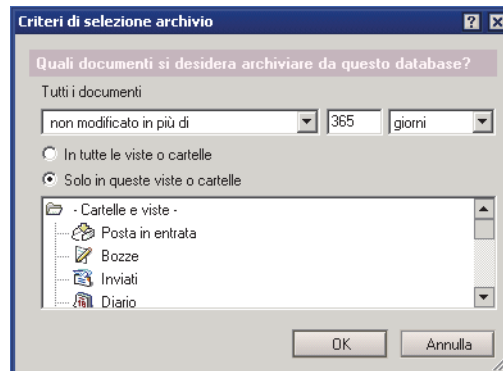 Criteri di selezione archivio
Quali documenti si desidera archiviare da questo database?
Tutti i documenti
non modificato in più di 365 giorni
In tutte le viste o cartelle
Solo in queste viste o cartelle
- Cartelle e viste -
Posta in entrata
Bozze
Inviati
Diario
OK Annulla